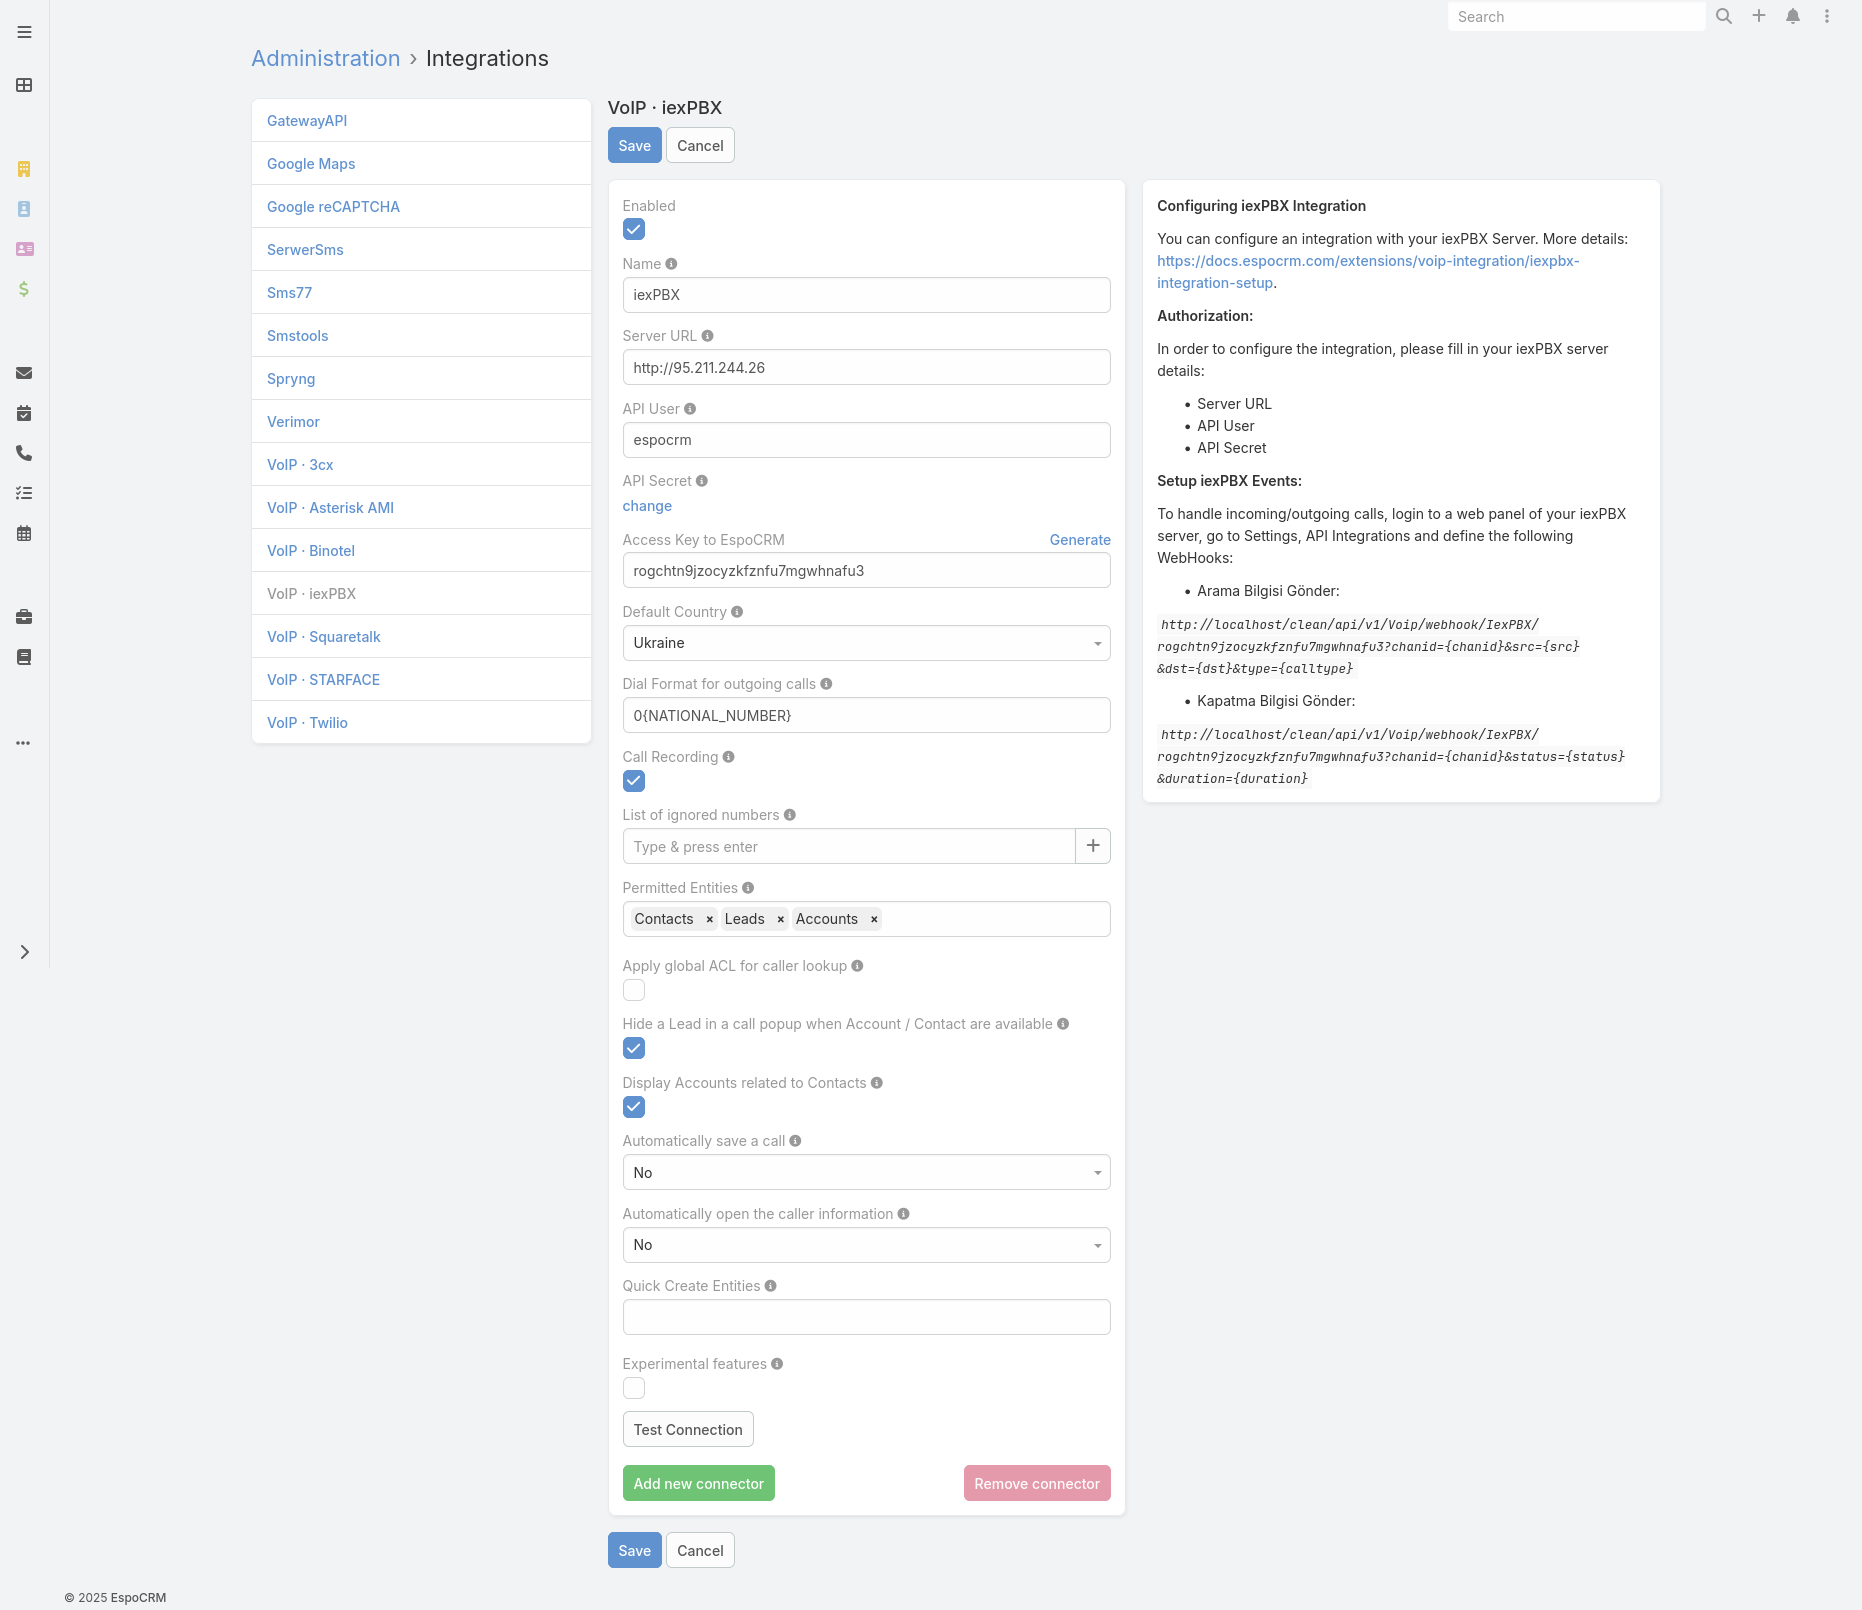 Search
Administration › Integrations
GatewayAPI
Google Maps
Google reCAPTCHA
SerwerSms
Sms77
Smstools
Spryng
Verimor
VoIP · 3cx
VoIP · Asterisk AMI
VoIP · Binotel
VoIP · iexPBX
VoIP · Squaretalk
VoIP · STARFACE
VoIP · Twilio
VoIP · iexPBX
Save
Cancel
Enabled
Name
iexPBX
Server URL
http://95.211.244.26
API User
espocrm
API Secret
change
Access Key to EspoCRM
Generate
rogchtn9jzocyzkfznfu7mgwhnafu3
Default Country
Ukraine
Dial Format for outgoing calls
0{NATIONAL_NUMBER}
Call Recording
List of ignored numbers
Type & press enter
Permitted Entities
Contacts × Leads × Accounts ×
Apply global ACL for caller lookup
Hide a Lead in a call popup when Account / Contact are available
Display Accounts related to Contacts
Automatically save a call
No
Automatically open the caller information
No
Quick Create Entities
Experimental features
Test Connection
Add new connector
Remove connector
Save
Cancel
Configuring iexPBX Integration
You can configure an integration with your iexPBX Server. More details:
https://docs.espocrm.com/extensions/voip-integration/iexpbx-
integration-setup.
Authorization:
In order to configure the integration, please fill in your iexPBX server
details:
• Server URL
• API User
• API Secret
Setup iexPBX Events:
To handle incoming/outgoing calls, login to a web panel of your iexPBX
server, go to Settings, API Integrations and define the following
WebHooks:
• Arama Bilgisi Gönder:
http://localhost/clean/api/v1/Voip/webhook/IexPBX/
rogchtn9jzocyzkfznfu7mgwhnafu3?chanid={chanid}&src={src}
&dst={dst}&type={calltype}
• Kapatma Bilgisi Gönder:
http://localhost/clean/api/v1/Voip/webhook/IexPBX/
rogchtn9jzocyzkfznfu7mgwhnafu3?chanid={chanid}&status={status}
&duration={duration}
© 2025 EspoCRM